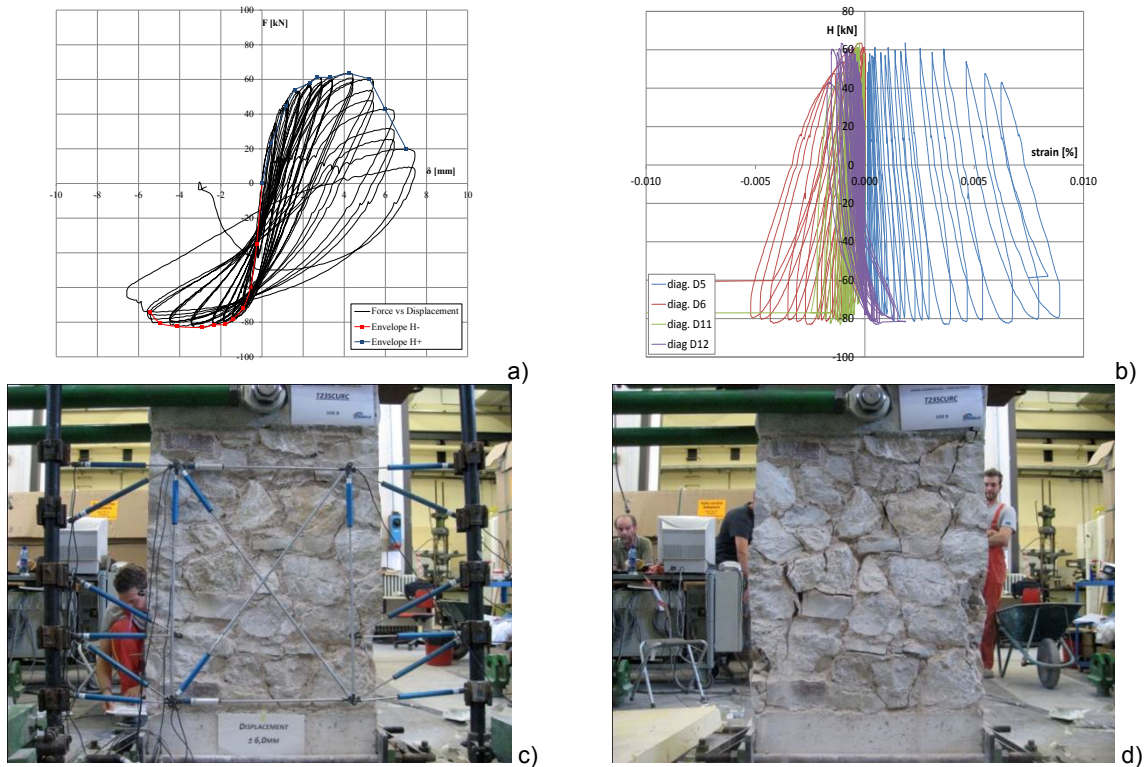 F [kN]
100
80
60
40
20
0
-20
-40
-60
-80
-100
-10
-8
-6
-4
-2
0
2
4
6
8
10
δ [mm]
Force vs Displacement
Envelope H-
Envelope H+
a)
H [kN]
80
60
40
20
0
-20
-40
-60
-80
-100
-0.010
-0.005
0.000
0.005
0.010
strain [%]
diag. D5
diag. D6
diag. D11
diag D12
b)
T23SCURC
DISPLACEMENT
± 6,0MM
c)
T23SCURC
d)